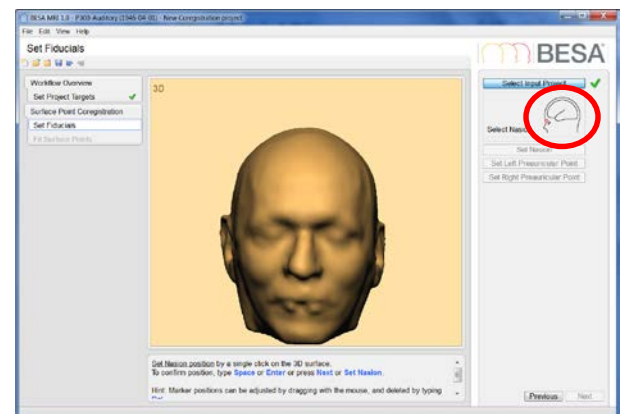 BESA MRI 1.0 - P303-Auditory (1946-04-01) - New Coregistration project
File Edit View Help
Set Fiducials
BESA
Workflow Overview
Set Project Targets
Surface Point Coregistration
Set Fiducials
Fit Surface Points
3D
Select Input Project
Select Nasion
Set Nasion
Set Left Preauricular Point
Set Right Preauricular Point
Set Nasion position by a single click on the 3D surface.
To confirm position, type Space or Enter or press Next or Set Nasion.
Hint: Marker positions can be adjusted by dragging with the mouse, and deleted by typing
Previous Next